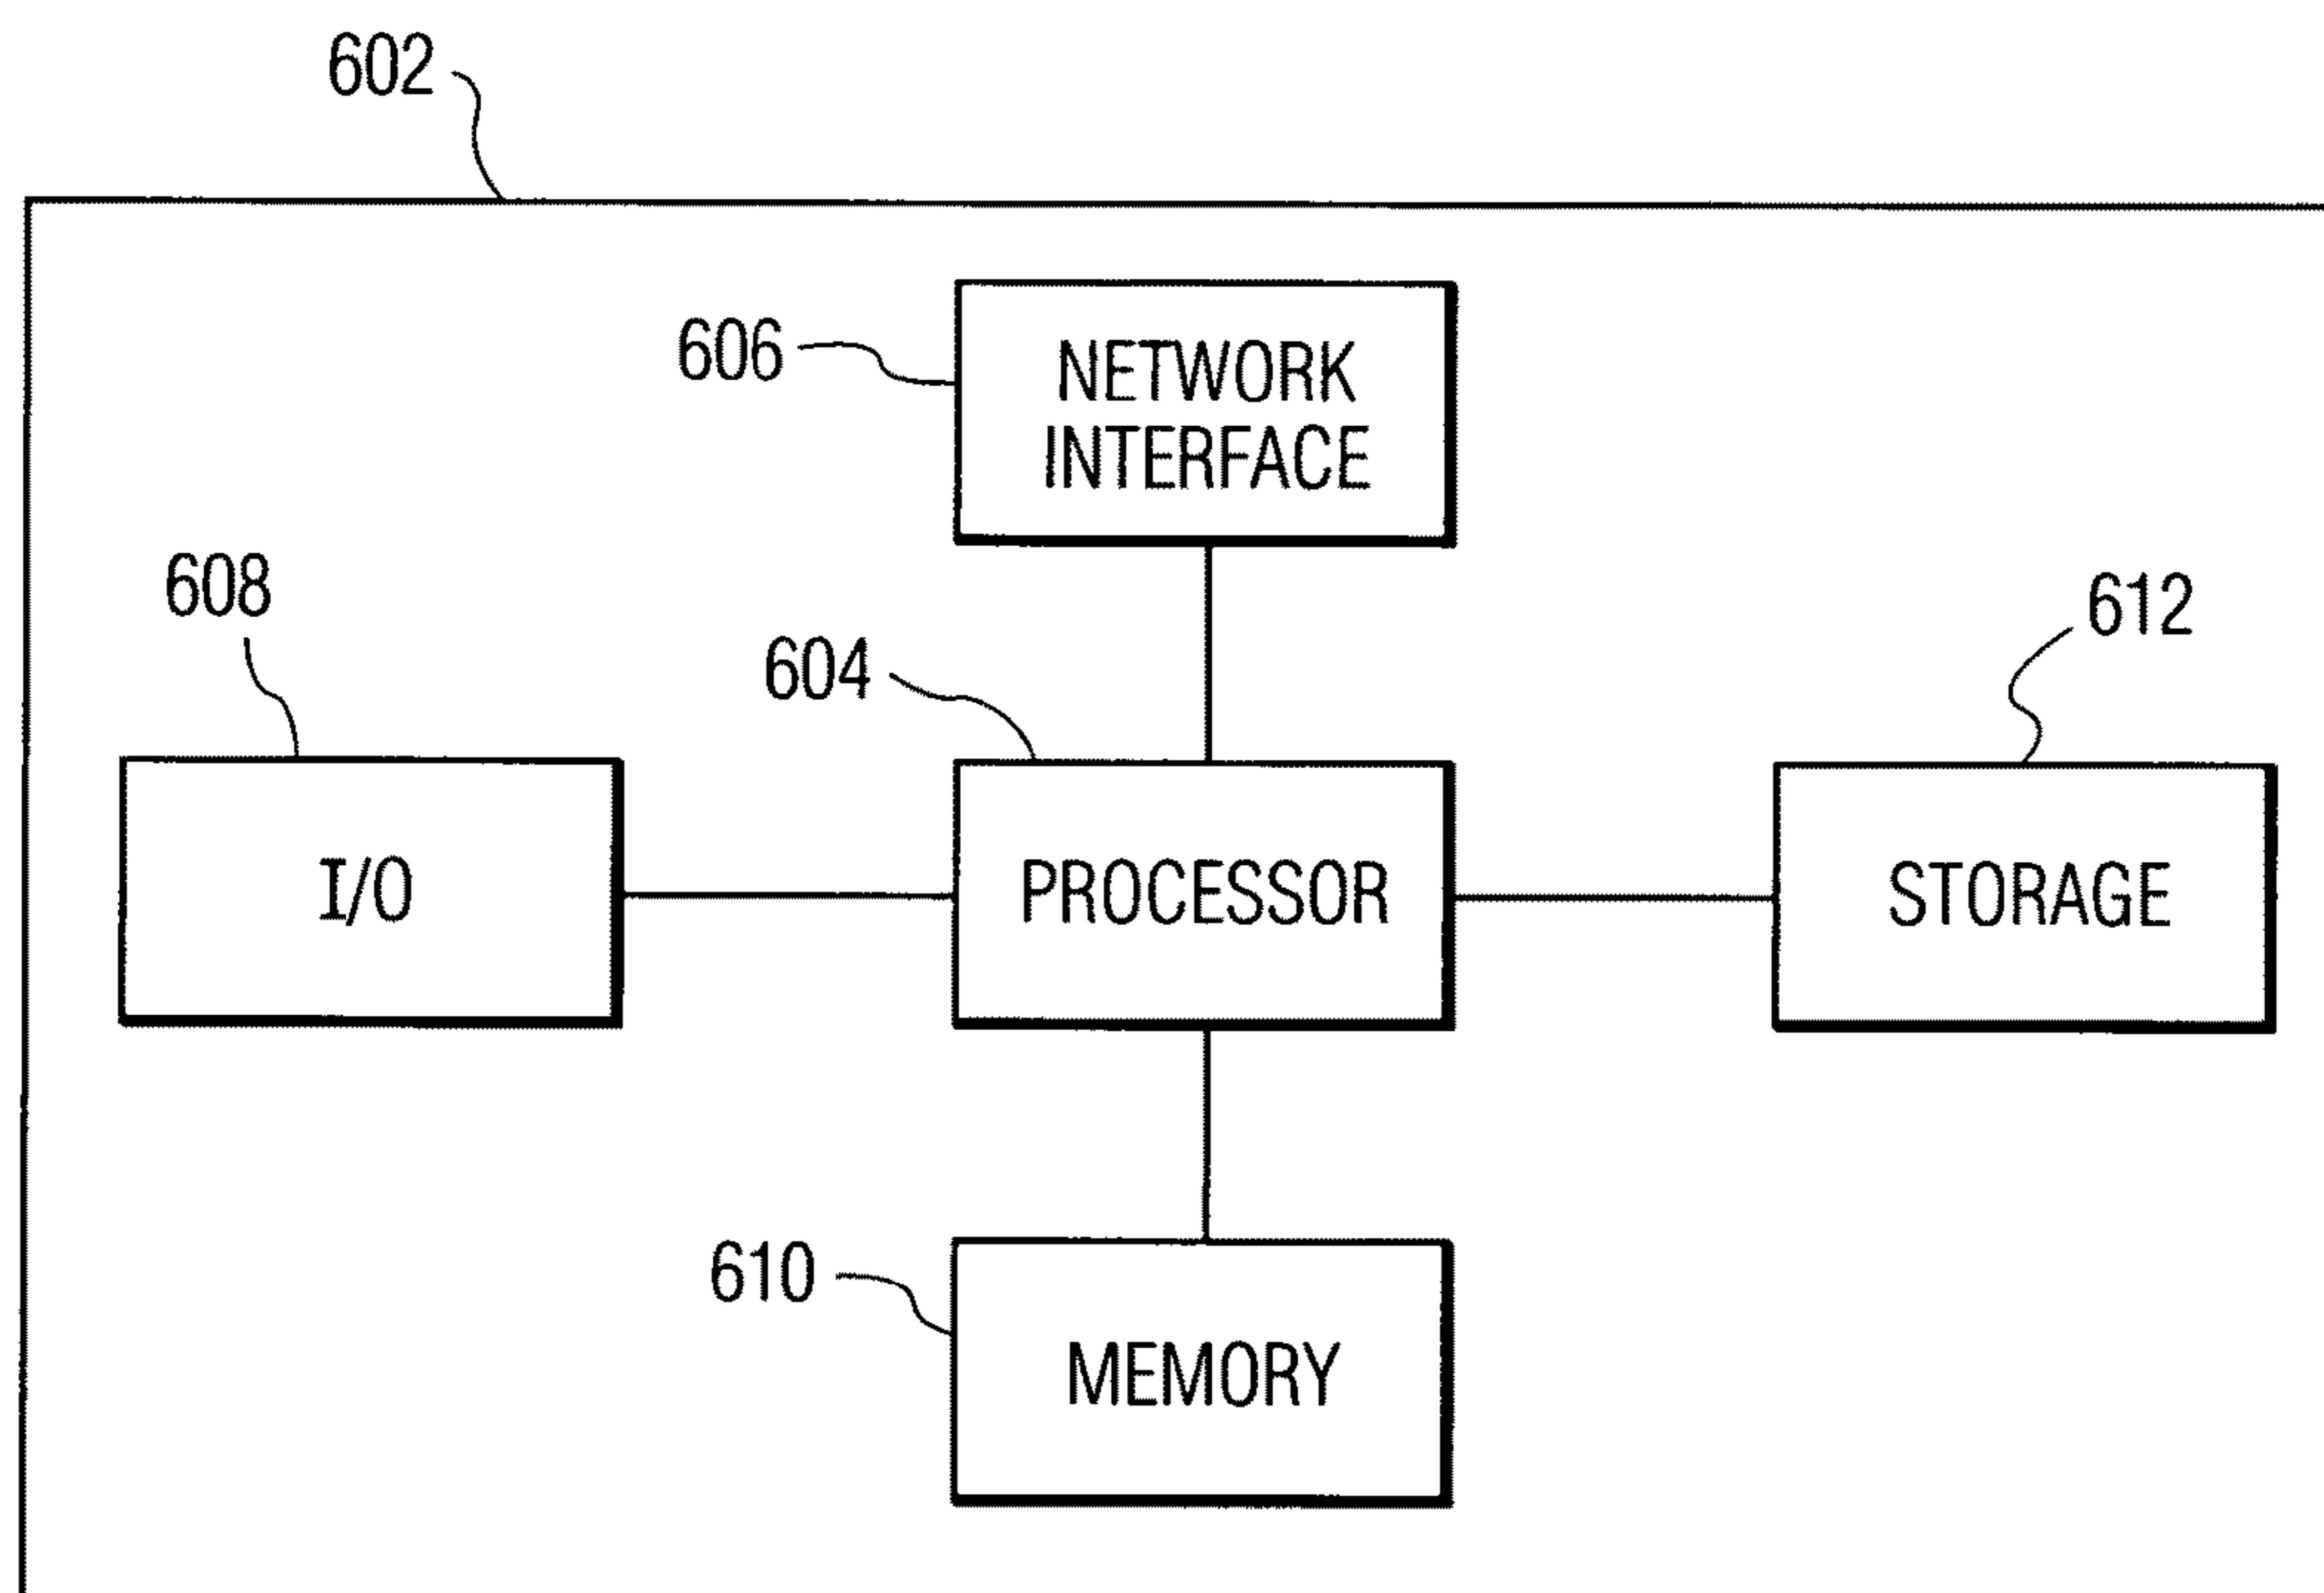 602
606
NETWORK
INTERFACE
608
612
604
I/O
PROCESSOR
STORAGE
610
MEMORY